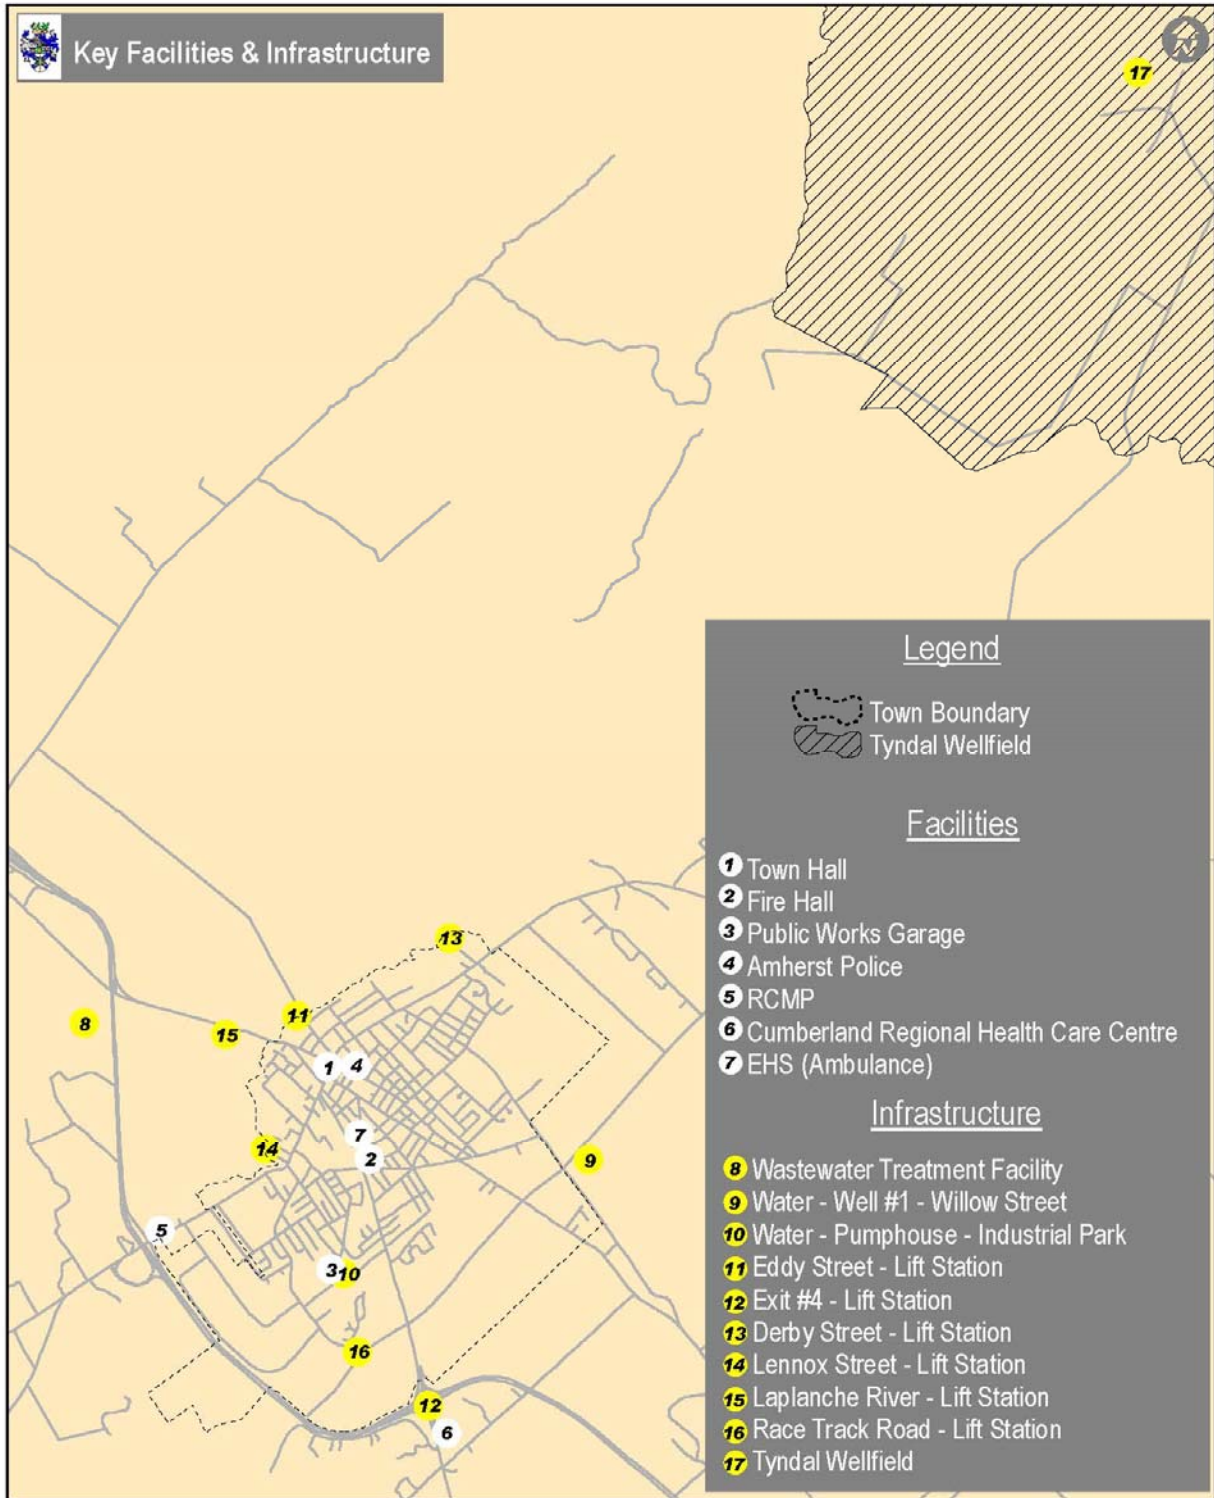 Key Facilities & Infrastructure
N
17
13
11
8
15
1
4
7
14
2
9
5
3
10
16
12
6
Legend
Town Boundary
Tyndal Wellfield
Facilities
1 Town Hall
2 Fire Hall
3 Public Works Garage
4 Amherst Police
5 RCMP
6 Cumberland Regional Health Care Centre
7 EHS (Ambulance)
Infrastructure
8 Wastewater Treatment Facility
9 Water - Well #1 - Willow Street
10 Water - Pumphouse - Industrial Park
11 Eddy Street - Lift Station
12 Exit #4 - Lift Station
13 Derby Street - Lift Station
14 Lennox Street - Lift Station
15 Laplanche River - Lift Station
16 Race Track Road - Lift Station
17 Tyndal Wellfield